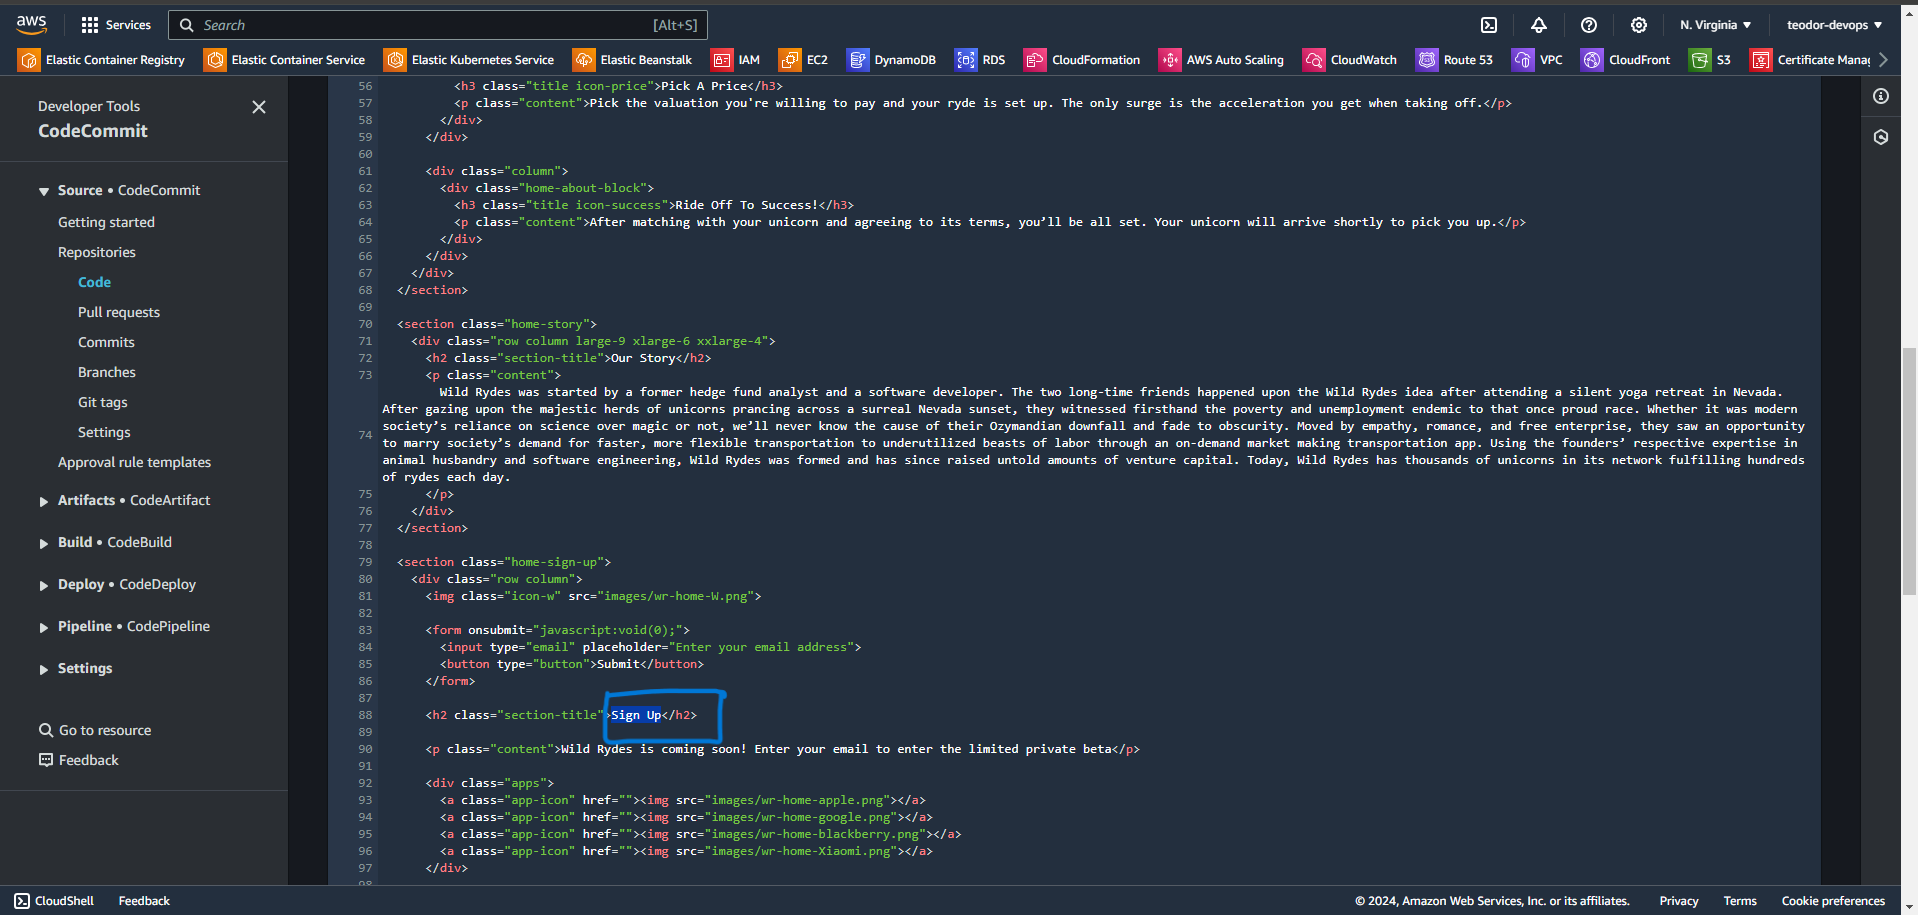 aws Services Search [Alt+S] N. Virginia teodor-devops
Elastic Container Registry Elastic Container Service Elastic Kubernetes Service Elastic Beanstalk IAM EC2 DynamoDB RDS CloudFormation AWS Auto Scaling CloudWatch Route 53 VPC CloudFront S3 Certificate Manag
Developer Tools
CodeCommit
Source • CodeCommit
Getting started
Repositories
Code
Pull requests
Commits
Branches
Git tags
Settings
Approval rule templates
Artifacts • CodeArtifact
Build • CodeBuild
Deploy • CodeDeploy
Pipeline • CodePipeline
Settings
Go to resource
Feedback
56 <h3 class="title icon-price">Pick A Price</h3>
57 <p class="content">Pick the valuation you're willing to pay and your ryde is set up. The only surge is the acceleration you get when taking off.</p>
58 </div>
59 </div>
60
61 <div class="column">
62 <div class="home-about-block">
63 <h3 class="title icon-success">Ride Off To Success!</h3>
64 <p class="content">After matching with your unicorn and agreeing to its terms, you’ll be all set. Your unicorn will arrive shortly to pick you up.</p>
65 </div>
66 </div>
67 </div>
68 </section>
69
70 <section class="home-story">
71 <div class="row column large-9 xlarge-6 xxlarge-4">
72 <h2 class="section-title">Our Story</h2>
73 <p class="content">
Wild Rydes was started by a former hedge fund analyst and a software developer. The two long-time friends happened upon the Wild Rydes idea after attending a silent yoga retreat in Nevada.
After gazing upon the majestic herds of unicorns prancing across a surreal Nevada sunset, they witnessed firsthand the poverty and unemployment endemic to that once proud race. Whether it was modern
society’s reliance on science over magic or not, we’ll never know the cause of their Ozymandian downfall and fade to obscurity. Moved by empathy, romance, and free enterprise, they saw an opportunity
74 to marry society’s demand for faster, more flexible transportation to underutilized beasts of labor through an on-demand market making transportation app. Using the founders’ respective expertise in
animal husbandry and software engineering, Wild Rydes was formed and has since raised untold amounts of venture capital. Today, Wild Rydes has thousands of unicorns in its network fulfilling hundreds
of rydes each day.
75 </p>
76 </div>
77 </section>
78
79 <section class="home-sign-up">
80 <div class="row column">
81 <img class="icon-w" src="images/wr-home-W.png">
82
83 <form onsubmit="javascript:void(0);">
84 <input type="email" placeholder="Enter your email address">
85 <button type="button">Submit</button>
86 </form>
87
88 <h2 class="section-title">Sign Up</h2>
89
90 <p class="content">Wild Rydes is coming soon! Enter your email to enter the limited private beta</p>
91
92 <div class="apps">
93 <a class="app-icon" href=""><img src="images/wr-home-apple.png"></a>
94 <a class="app-icon" href=""><img src="images/wr-home-google.png"></a>
95 <a class="app-icon" href=""><img src="images/wr-home-blackberry.png"></a>
96 <a class="app-icon" href=""><img src="images/wr-home-Xiaomi.png"></a>
97 </div>
98
CloudShell Feedback © 2024, Amazon Web Services, Inc. or its affiliates. Privacy Terms Cookie preferences